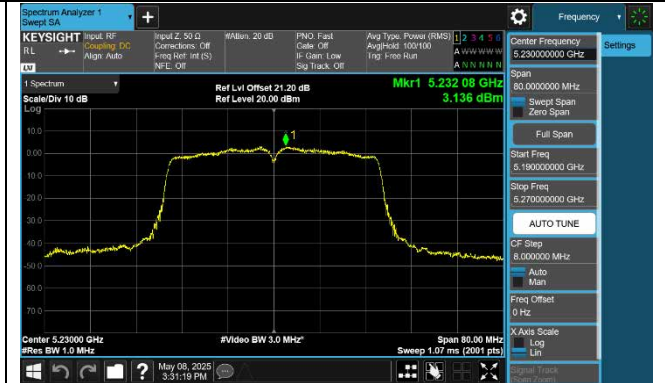 Spectrum Analyzer 1
Swept SA
+
Frequency
KEYSIGHT
RL
Input: RF
Coupling: DC
Align: Auto
Input Z: 50 Ω
Corrections: Off
Freq Ref: Int (S)
NFE: Off
#Atten: 20 dB
PNO: Fast
Gate: Off
IF Gain: Low
Sig Track: Off
Avg Type: Power (RMS)
Avg|Hold: 100/100
Trig: Free Run
1 2 3 4 5 6
A W W W W W
A N N N N N
LXI
1 Spectrum
Scale/Div 10 dB
Log
Ref Lvl Offset 21.20 dB
Ref Level 20.00 dBm
Mkr1 5.232 08 GHz
3.136 dBm
1
10.0
0.00
-10.0
-20.0
-30.0
-40.0
-50.0
-60.0
-70.0
Center 5.23000 GHz
#Res BW 1.0 MHz
#Video BW 3.0 MHz*
Span 80.00 MHz
Sweep 1.07 ms (2001 pts)
Center Frequency
5.230000000 GHz
Settings
Span
80.0000000 MHz
Swept Span
Zero Span
Full Span
Start Freq
5.190000000 GHz
Stop Freq
5.270000000 GHz
AUTO TUNE
CF Step
8.000000 MHz
Auto
Man
Freq Offset
0 Hz
X Axis Scale
Log
Lin
Signal Track
(Span Zoom)
?
May 08, 2025
3:31:19 PM